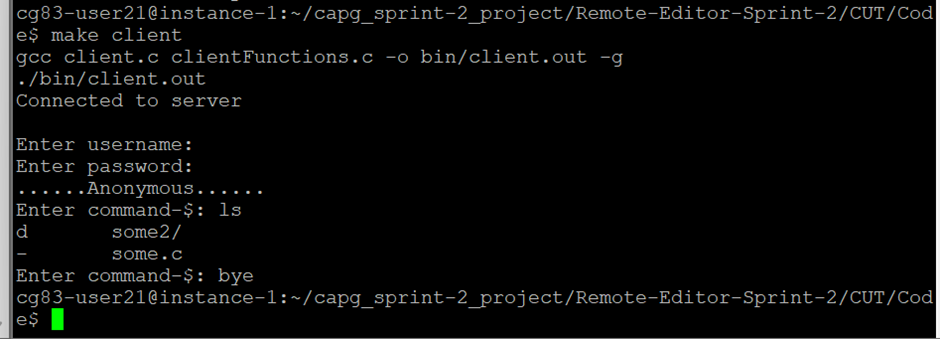 cg83-user21@instance-1:~/capg_sprint-2_project/Remote-Editor-Sprint-2/CUT/Cod
e$ make client
gcc client.c clientFunctions.c -o bin/client.out -g
./bin/client.out
Connected to server
Enter username:
Enter password:
......Anonymous......
Enter command-$: ls
d       some2/
-       some.c
Enter command-$: bye
cg83-user21@instance-1:~/capg_sprint-2_project/Remote-Editor-Sprint-2/CUT/Cod
e$